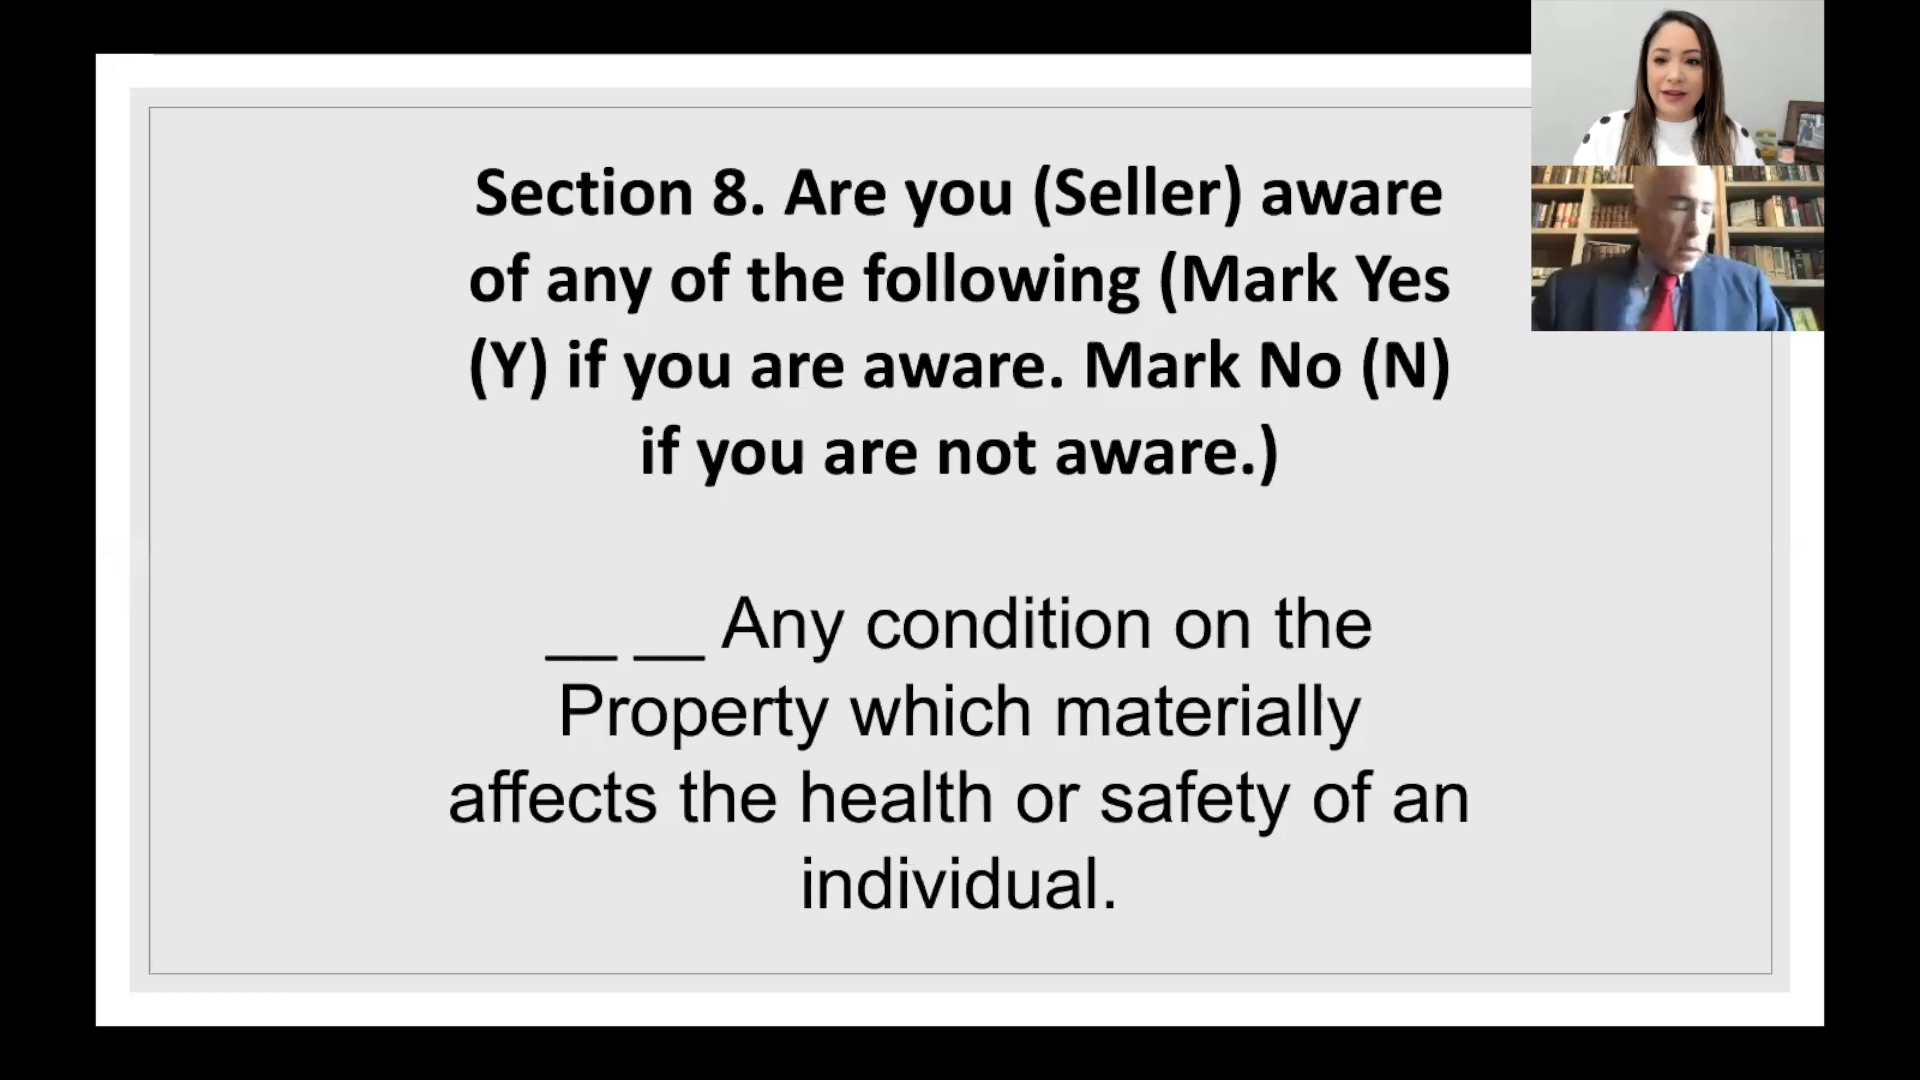 Section 8. Are you (Seller) aware
of any of the following (Mark Yes
(Y) if you are aware. Mark No (N)
if you are not aware.)
__ __ Any condition on the
Property which materially
affects the health or safety of an
individual.